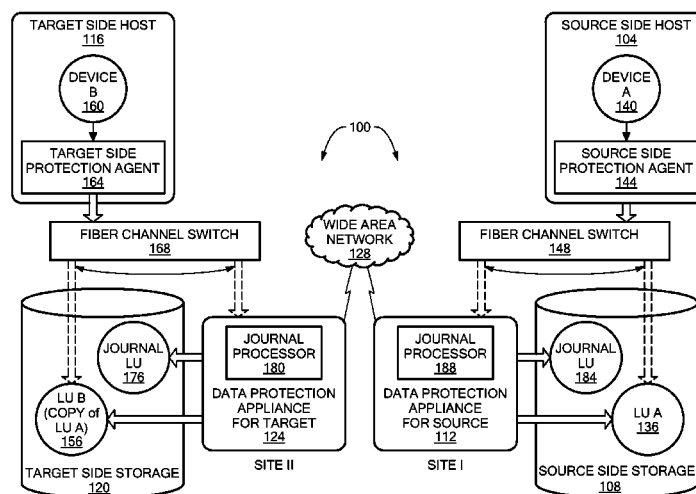 TARGET SIDE HOST
116
DEVICE
B
160
TARGET SIDE
PROTECTION AGENT
164
FIBER CHANNEL SWITCH
168
JOURNAL
LU
176
LU B
(COPY of
LU A)
156
TARGET SIDE STORAGE
120
JOURNAL
PROCESSOR
180
DATA PROTECTION
APPLIANCE
FOR TARGET
124
SITE II
100
WIDE AREA
NETWORK
128
SOURCE SIDE HOST
104
DEVICE
A
140
SOURCE SIDE
PROTECTION AGENT
144
FIBER CHANNEL SWITCH
148
JOURNAL
PROCESSOR
188
DATA PROTECTION
APPLIANCE
FOR SOURCE
112
SITE I
JOURNAL
LU
184
LU A
136
SOURCE SIDE STORAGE
108